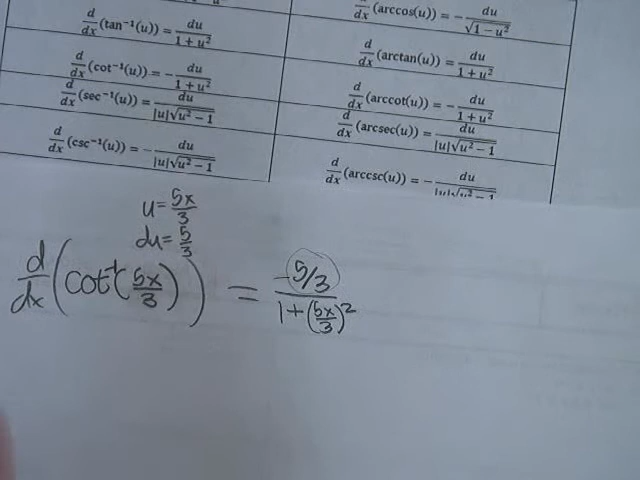 d/dx (arccos(u)) = − du/√(1 − u²)
d/dx (tan⁻¹(u)) = du/(1 + u²)
d/dx (arctan(u)) = du/(1 + u²)
d/dx (cot⁻¹(u)) = − du/(1 + u²)
d/dx (arccot(u)) = − du/(1 + u²)
d/dx (sec⁻¹(u)) = du/(|u|√(u² − 1))
d/dx (arcsec(u)) = du/(|u|√(u² − 1))
d/dx (csc⁻¹(u)) = − du/(|u|√(u² − 1))
d/dx (arccsc(u)) = − du/(|u|√(u² − 1))
u = 5x/3
du = 5/3
d/dx (cot⁻¹(5x/3)) = −5/3/(1 + (5x/3)²)